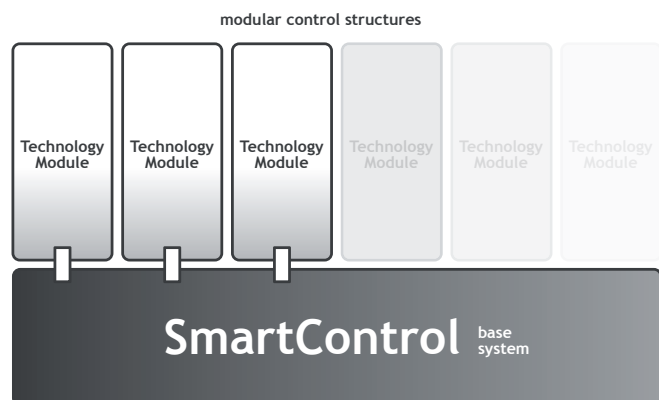 modular control structures
Technology
Module
Technology
Module
Technology
Module
Technology
Module
Technology
Module
Technology
Module
SmartControl
base
system